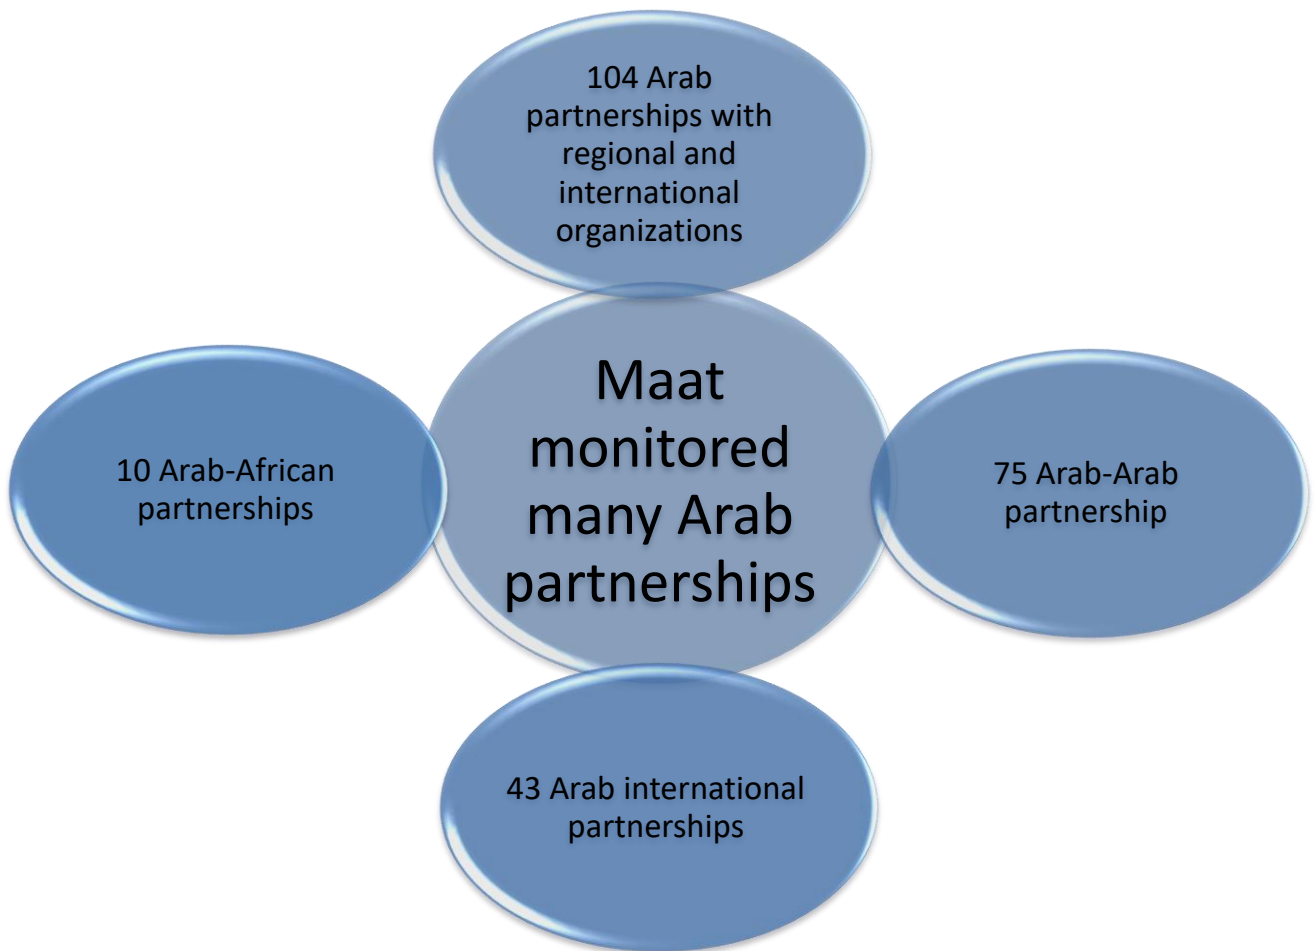 104 Arab
partnerships with
regional and
international
organizations
Maat
monitored
many Arab
partnerships
10 Arab-African
partnerships
75 Arab-Arab
partnership
43 Arab international
partnerships